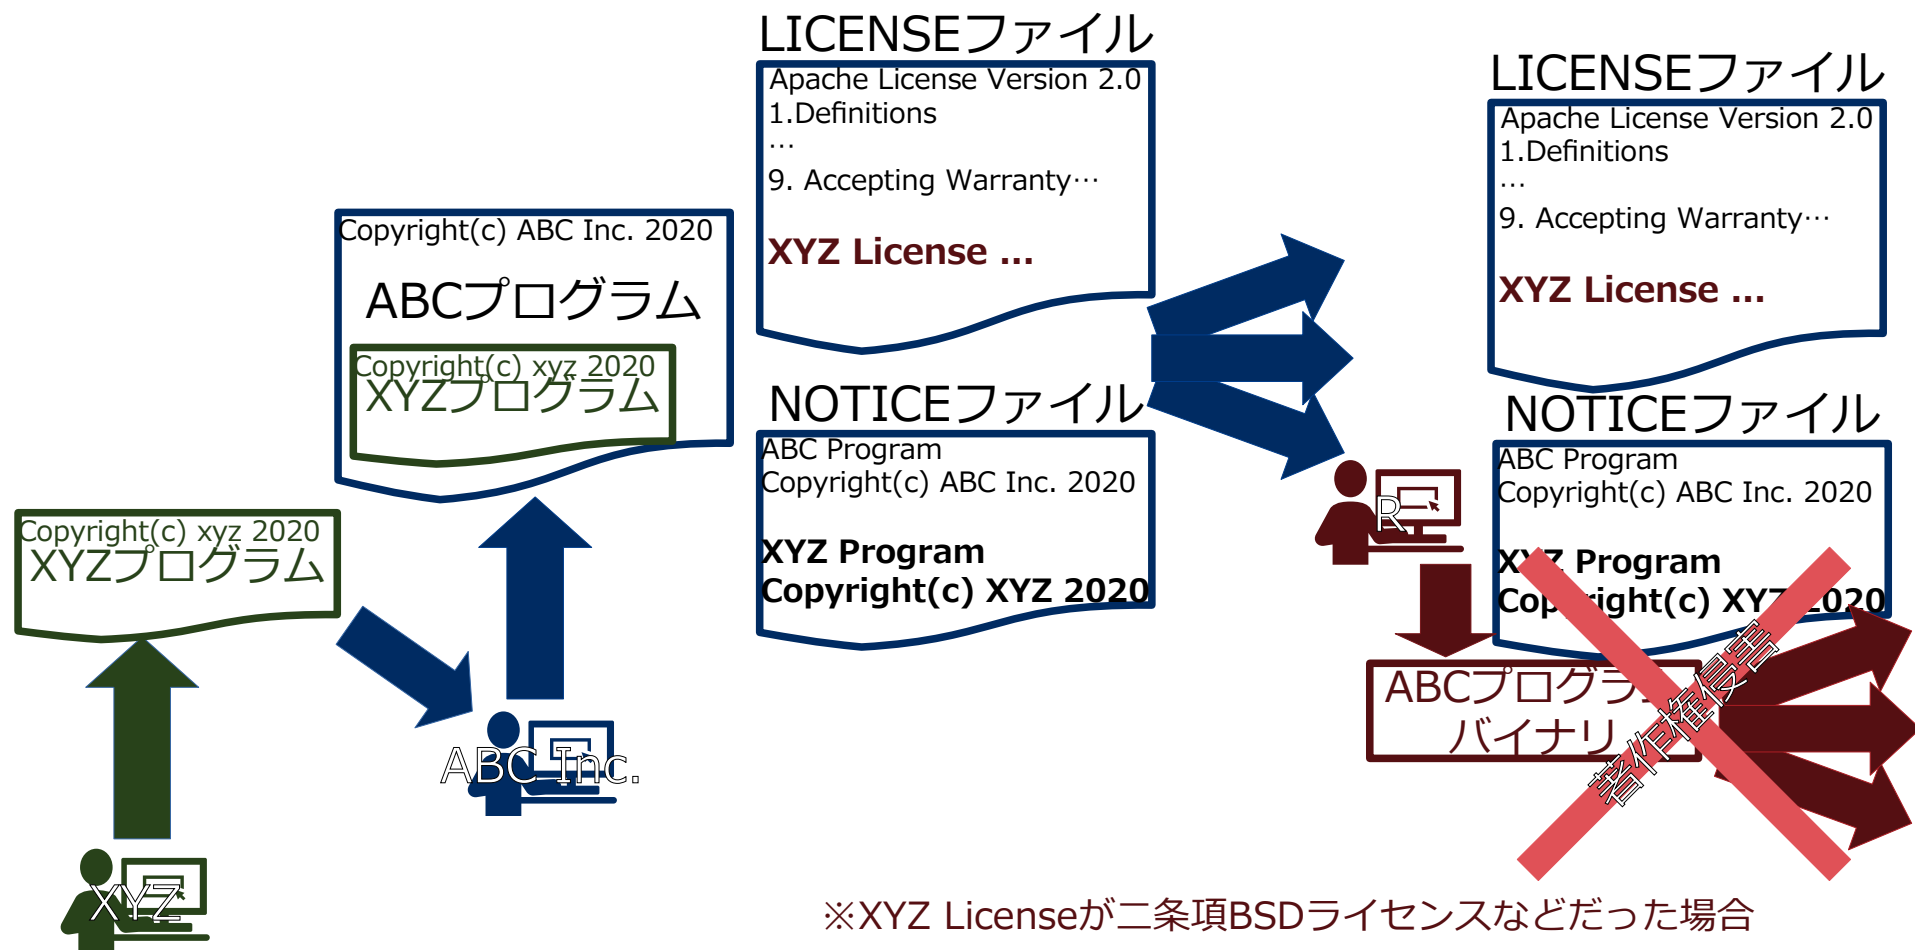 LICENSEファイル
Apache License Version 2.0
1.Definitions
…
9. Accepting Warranty…
XYZ License ...
LICENSEファイル
Apache License Version 2.0
1.Definitions
…
9. Accepting Warranty…
XYZ License ...
Copyright(c) ABC Inc. 2020
ABCプログラム
Copyright(c) xyz 2020
XYZプログラム
NOTICEファイル
ABC Program
Copyright(c) ABC Inc. 2020
XYZ Program
Copyright(c) XYZ 2020
NOTICEファイル
ABC Program
Copyright(c) ABC Inc. 2020
XYZ Program
Copyright(c) XYZ 2020
R
Copyright(c) xyz 2020
XYZプログラム
ABCプログラム
バイナリ
著作権侵害
ABC Inc.
XYZ
※XYZ Licenseが二条項BSDライセンスなどだった場合